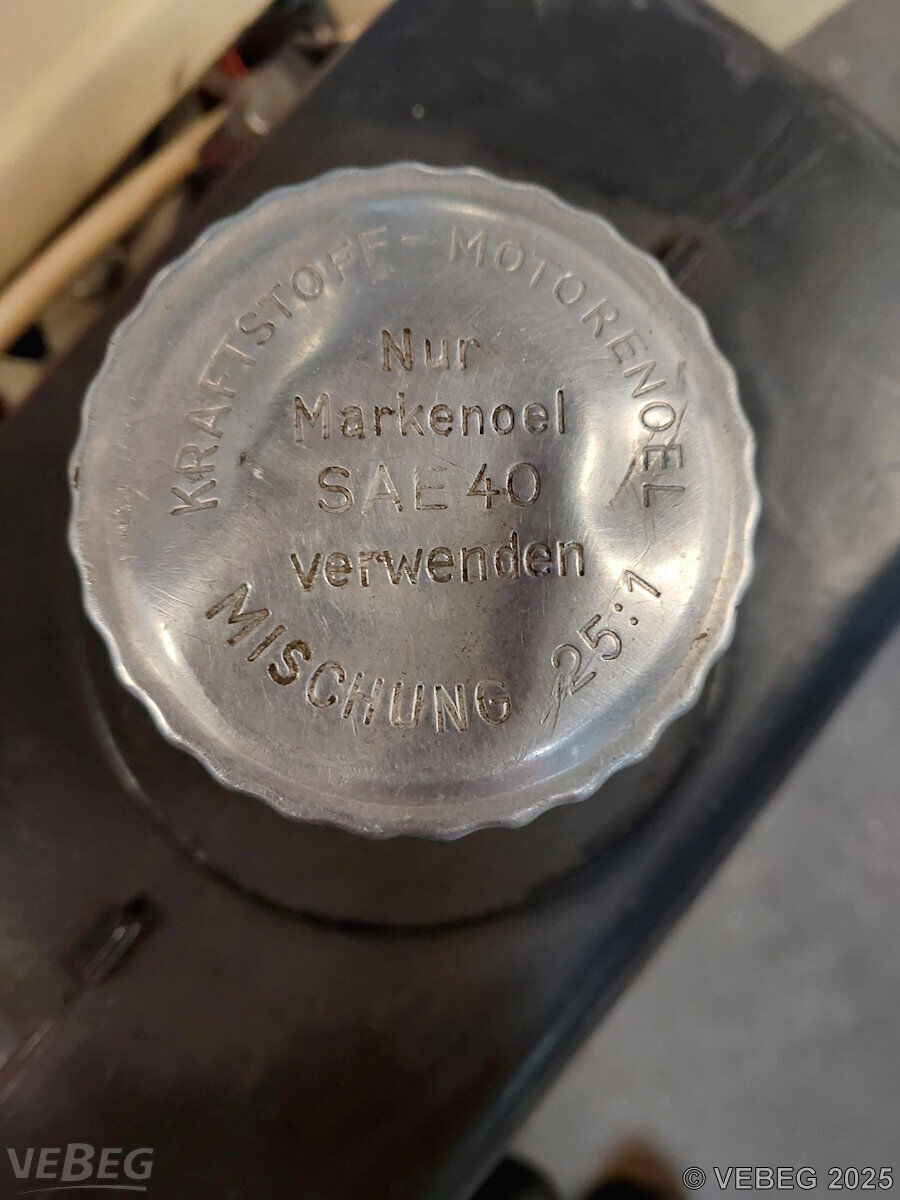 KRAFTSTOFF - MOTORENOEL
Nur
Markenoel
SAE 40
verwenden
MISCHUNG 25:1
VEBEG
© VEBEG 2025